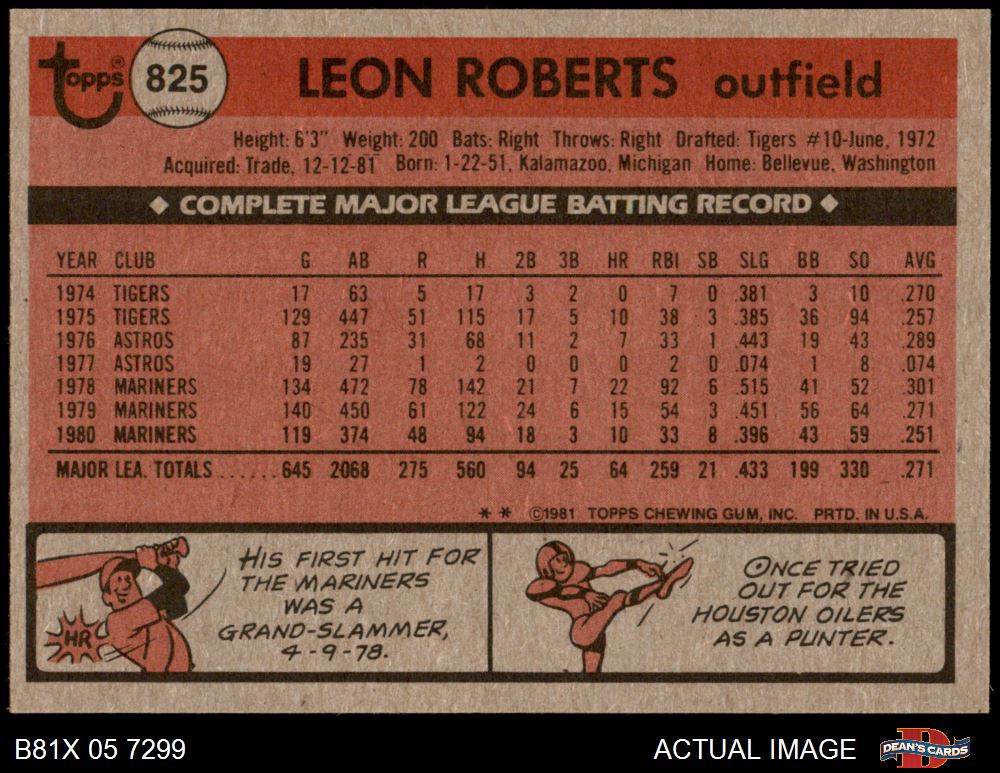 Topps® 825 LEON ROBERTS outfield
Height: 6'3" Weight: 200 Bats: Right Throws: Right Drafted: Tigers #10-June, 1972
Acquired: Trade, 12-12-81 Born: 1-22-51, Kalamazoo, Michigan Home: Bellevue, Washington
◆ COMPLETE MAJOR LEAGUE BATTING RECORD ◆
YEAR CLUB G AB R H 2B 3B HR RBI SB SLG BB SO AVG
1974 TIGERS 17 63 5 17 3 2 0 7 0 .381 3 10 .270
1975 TIGERS 129 447 51 115 17 5 10 38 3 .385 36 94 .257
1976 ASTROS 87 235 31 68 11 2 7 33 1 .443 19 43 .289
1977 ASTROS 19 27 1 2 0 0 0 2 0 .074 1 8 .074
1978 MARINERS 134 472 78 142 21 7 22 92 6 .515 41 52 .301
1979 MARINERS 140 450 61 122 24 6 15 54 3 .451 56 64 .271
1980 MARINERS 119 374 48 94 18 3 10 33 8 .396 43 59 .251
MAJOR LEA. TOTALS ...... 645 2068 275 560 94 25 64 259 21 .433 199 330 .271
* * ©1981 TOPPS CHEWING GUM, INC. PRTD. IN U.S.A.
HR
HIS FIRST HIT FOR
THE MARINERS
WAS A
GRAND-SLAMMER,
4-9-78.
ONCE TRIED
OUT FOR THE
HOUSTON OILERS
AS A PUNTER.
B81X 05 7299 ACTUAL IMAGE DEAN'S CARDS